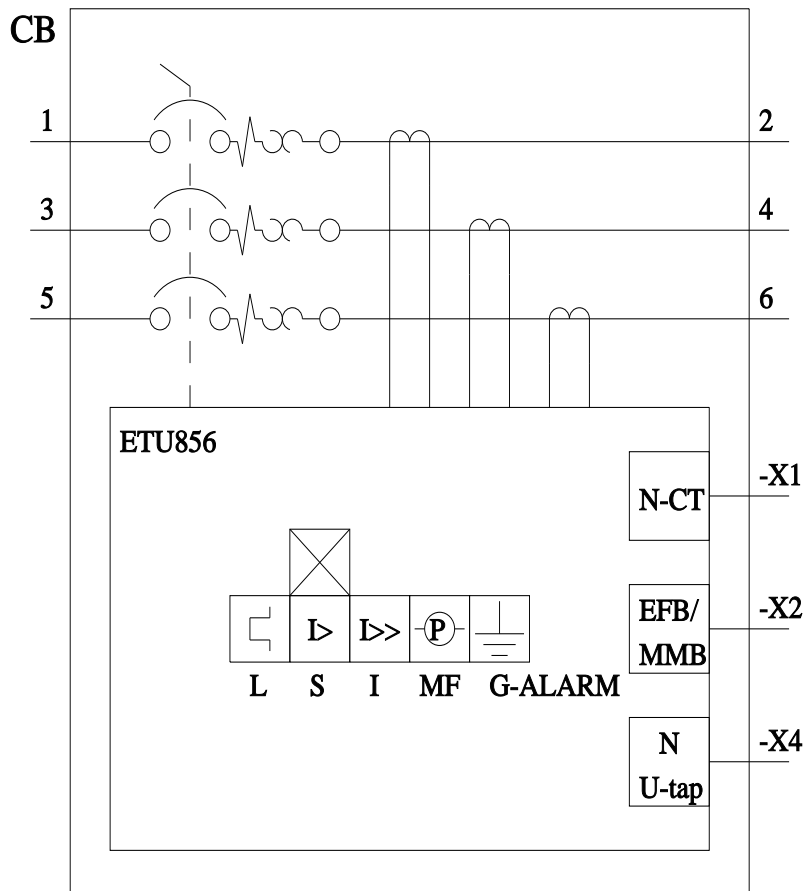 CB
1
2
3
4
5
6
ETU856
N-CT
-X1
EFB/
MMB
-X2
I>
I>>
P
L
S
I
MF
G-ALARM
N
U-tap
-X4